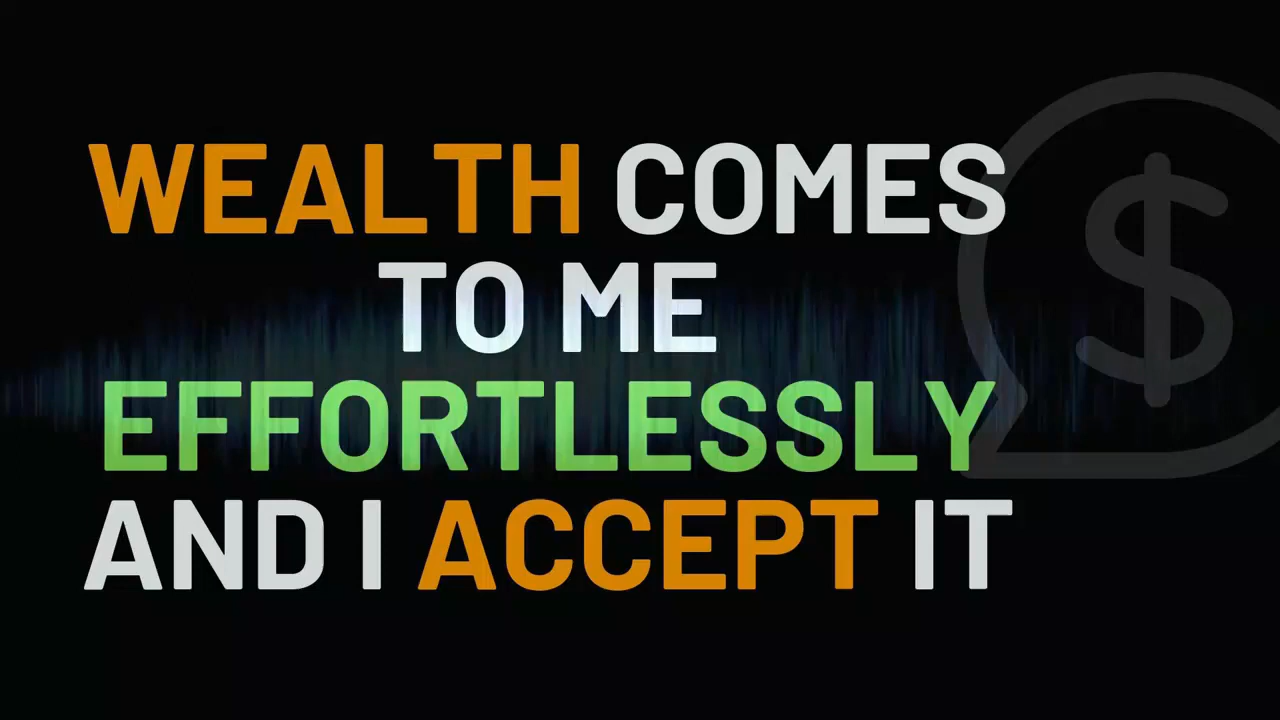 WEALTH COMES
TO ME
EFFORTLESSLY
AND I ACCEPT IT
$